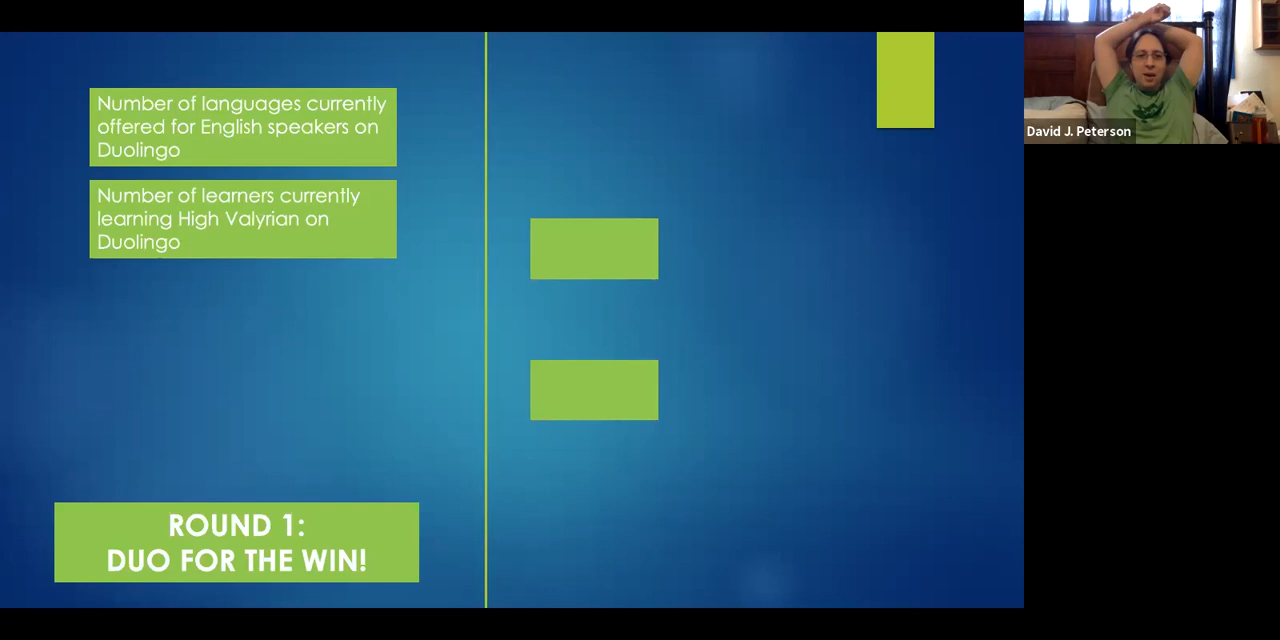 Number of languages currently
offered for English speakers on
Duolingo
Number of learners currently
learning High Valyrian on
Duolingo
ROUND 1:
DUO FOR THE WIN!
David J. Peterson